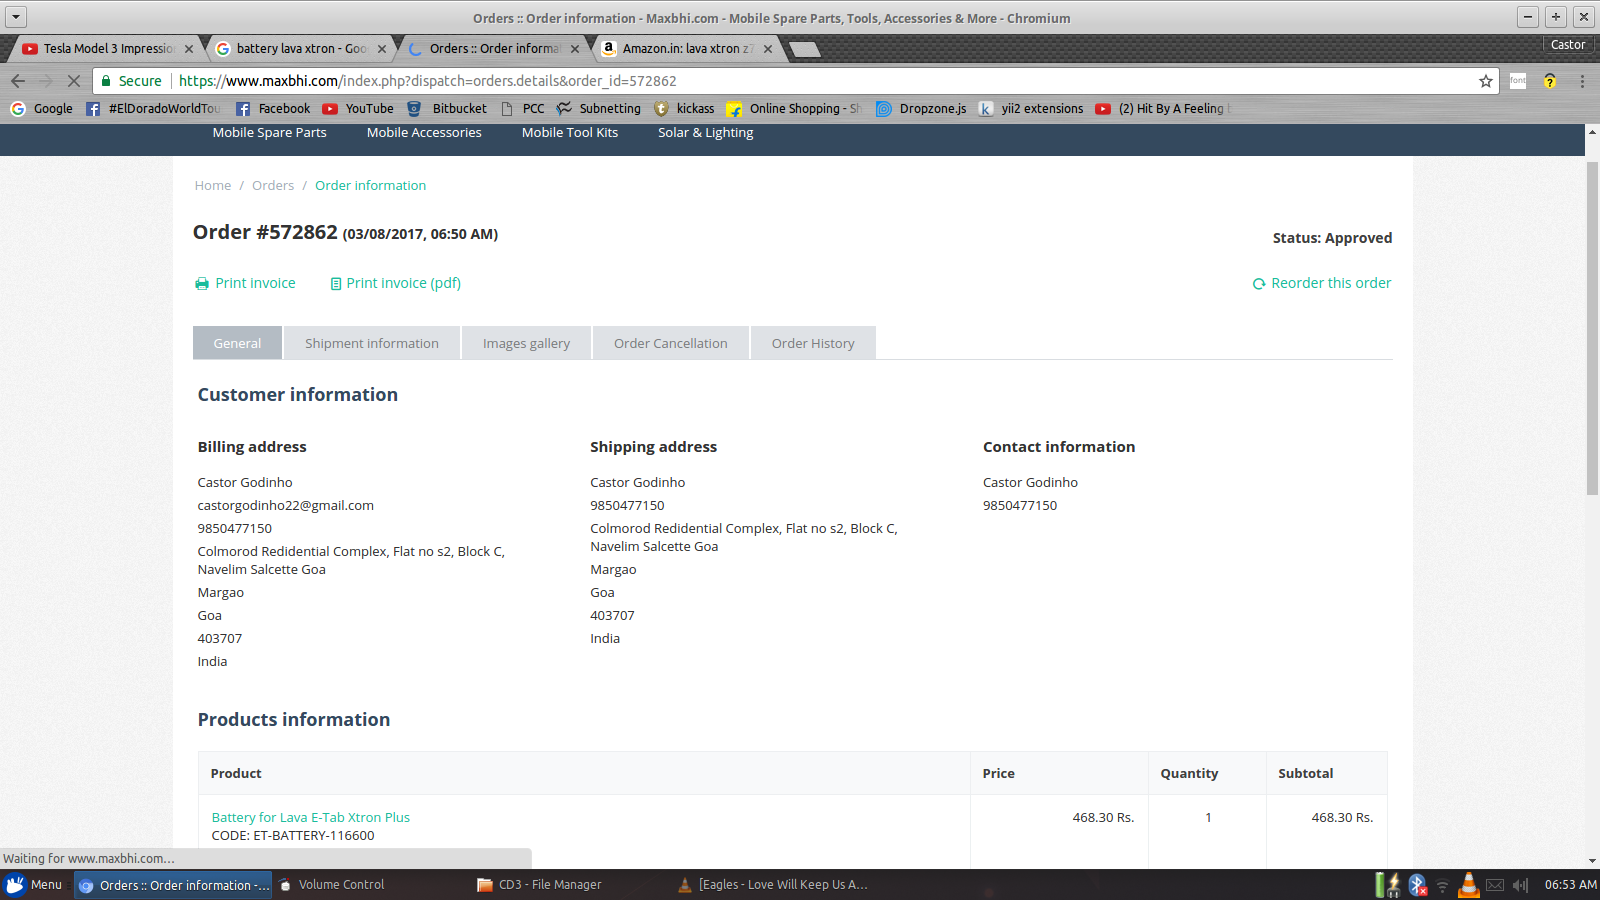 Orders :: Order information - Maxbhi.com - Mobile Spare Parts, Tools, Accessories & More - Chromium
Tesla Model 3 Impression
battery lava xtron - Goo
Orders :: Order informa
Amazon.in: lava xtron z7
Castor
Secure
https://www.maxbhi.com/index.php?dispatch=orders.details&order_id=572862
font
Google
#ElDoradoWorldTou
Facebook
YouTube
Bitbucket
PCC
Subnetting
kickass
Online Shopping - Sh
Dropzone.js
yii2 extensions
(2) Hit By A Feeling
Mobile Spare Parts
Mobile Accessories
Mobile Tool Kits
Solar & Lighting
Home / Orders / Order information
Order #572862 (03/08/2017, 06:50 AM)
Status: Approved
Print invoice
Print invoice (pdf)
Reorder this order
General
Shipment information
Images gallery
Order Cancellation
Order History
Customer information
Billing address
Castor Godinho
castorgodinho22@gmail.com
9850477150
Colmorod Redidential Complex, Flat no s2, Block C,
Navelim Salcette Goa
Margao
Goa
403707
India
Shipping address
Castor Godinho
9850477150
Colmorod Redidential Complex, Flat no s2, Block C,
Navelim Salcette Goa
Margao
Goa
403707
India
Contact information
Castor Godinho
9850477150
Products information
Product
Price
Quantity
Subtotal
Battery for Lava E-Tab Xtron Plus
CODE: ET-BATTERY-116600
468.30 Rs.
1
468.30 Rs.
Waiting for www.maxbhi.com...
Menu
Orders :: Order information -...
Volume Control
CD3 - File Manager
[Eagles - Love Will Keep Us A...
06:53 AM